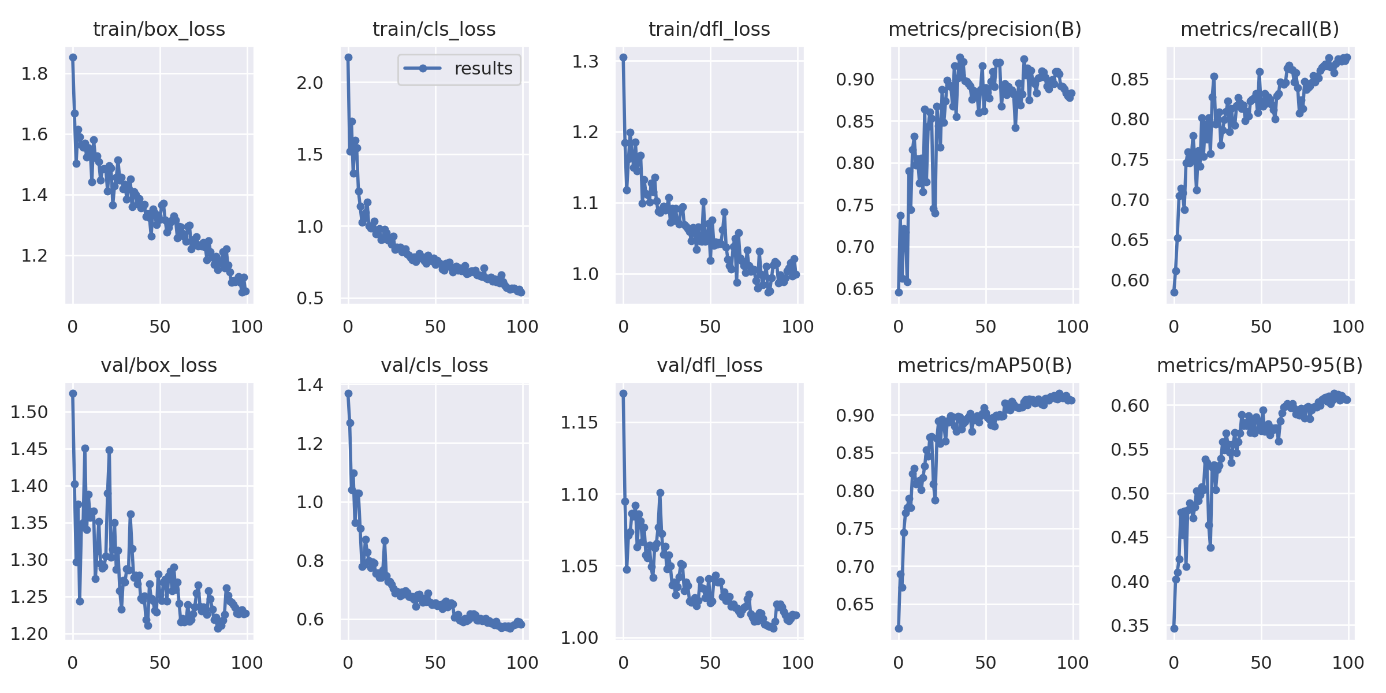 train/box_loss
train/cls_loss
train/dfl_loss
metrics/precision(B)
metrics/recall(B)
1.8
1.6
1.4
1.2
0 50 100
results
2.0
1.5
1.0
0.5
0 50 100
1.3
1.2
1.1
1.0
0 50 100
0.90
0.85
0.80
0.75
0.70
0.65
0 50 100
0.85
0.80
0.75
0.70
0.65
0.60
0 50 100
val/box_loss
val/cls_loss
val/dfl_loss
metrics/mAP50(B)
metrics/mAP50-95(B)
1.50
1.45
1.40
1.35
1.30
1.25
1.20
0 50 100
1.4
1.2
1.0
0.8
0.6
0 50 100
1.15
1.10
1.05
1.00
0 50 100
0.90
0.85
0.80
0.75
0.70
0.65
0 50 100
0.60
0.55
0.50
0.45
0.40
0.35
0 50 100